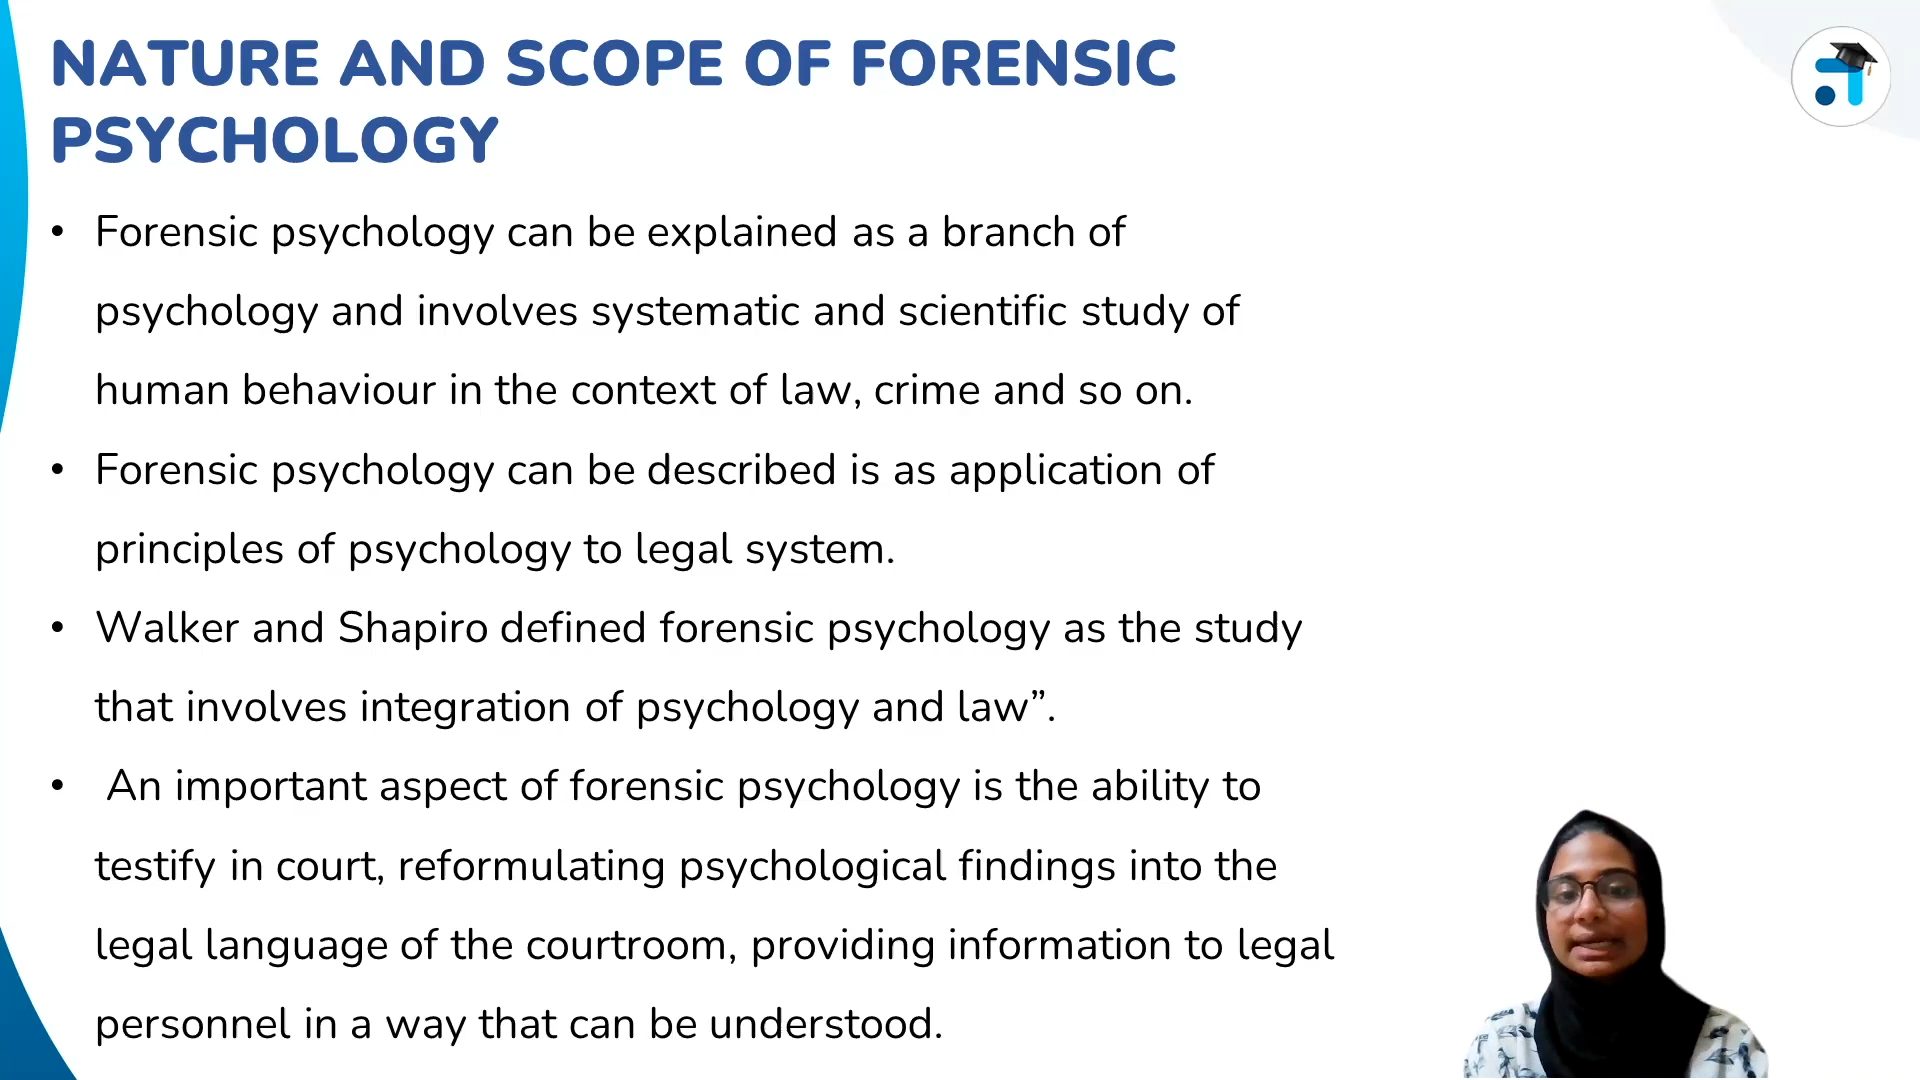 NATURE AND SCOPE OF FORENSIC
PSYCHOLOGY
• Forensic psychology can be explained as a branch of
psychology and involves systematic and scientific study of
human behaviour in the context of law, crime and so on.
• Forensic psychology can be described is as application of
principles of psychology to legal system.
• Walker and Shapiro defined forensic psychology as the study
that involves integration of psychology and law”.
• An important aspect of forensic psychology is the ability to
testify in court, reformulating psychological findings into the
legal language of the courtroom, providing information to legal
personnel in a way that can be understood.